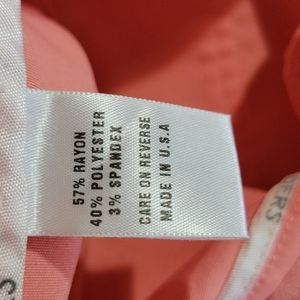 57% RAYON
40% POLYESTER
3% SPANDEX
CARE ON REVERSE
MADE IN U.S.A